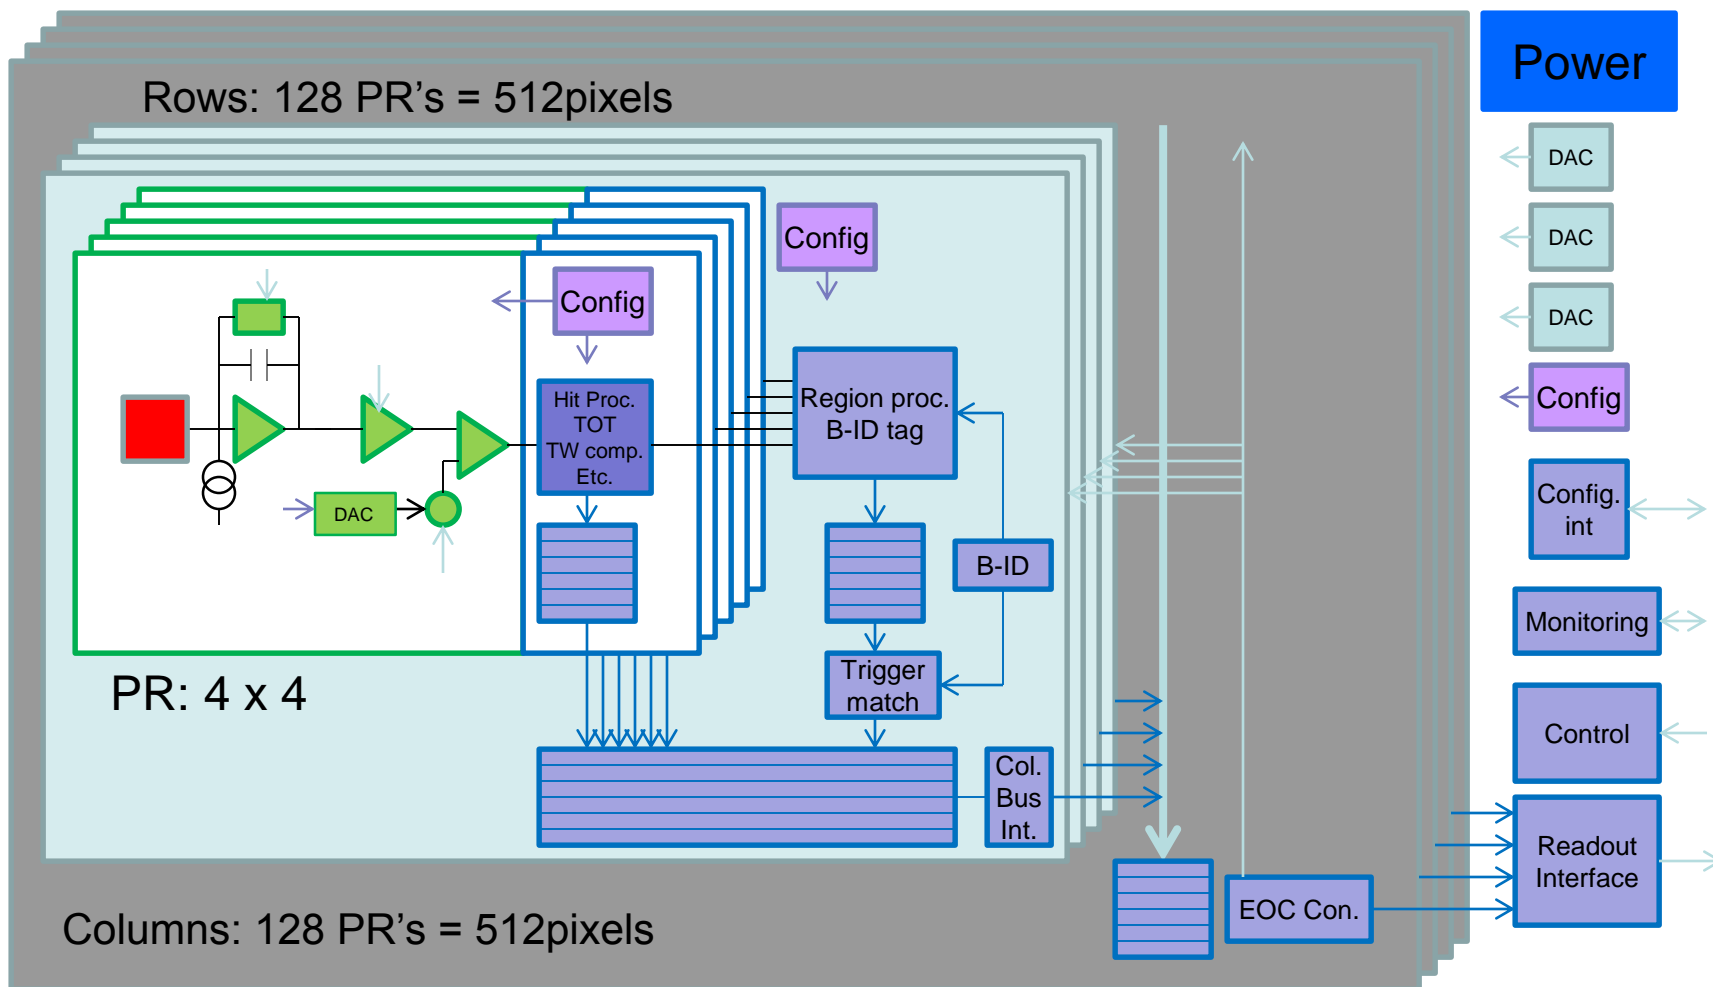 Power
Rows: 128 PR's = 512pixels
DAC
DAC
DAC
Config
Config
Config
Hit Proc.
TOT
TW comp.
Etc.
Region proc.
B-ID tag
DAC
B-ID
Config.
int
Monitoring
PR: 4 x 4
Trigger
match
Control
Col.
Bus
Int.
Readout
Interface
EOC Con.
Columns: 128 PR's = 512pixels